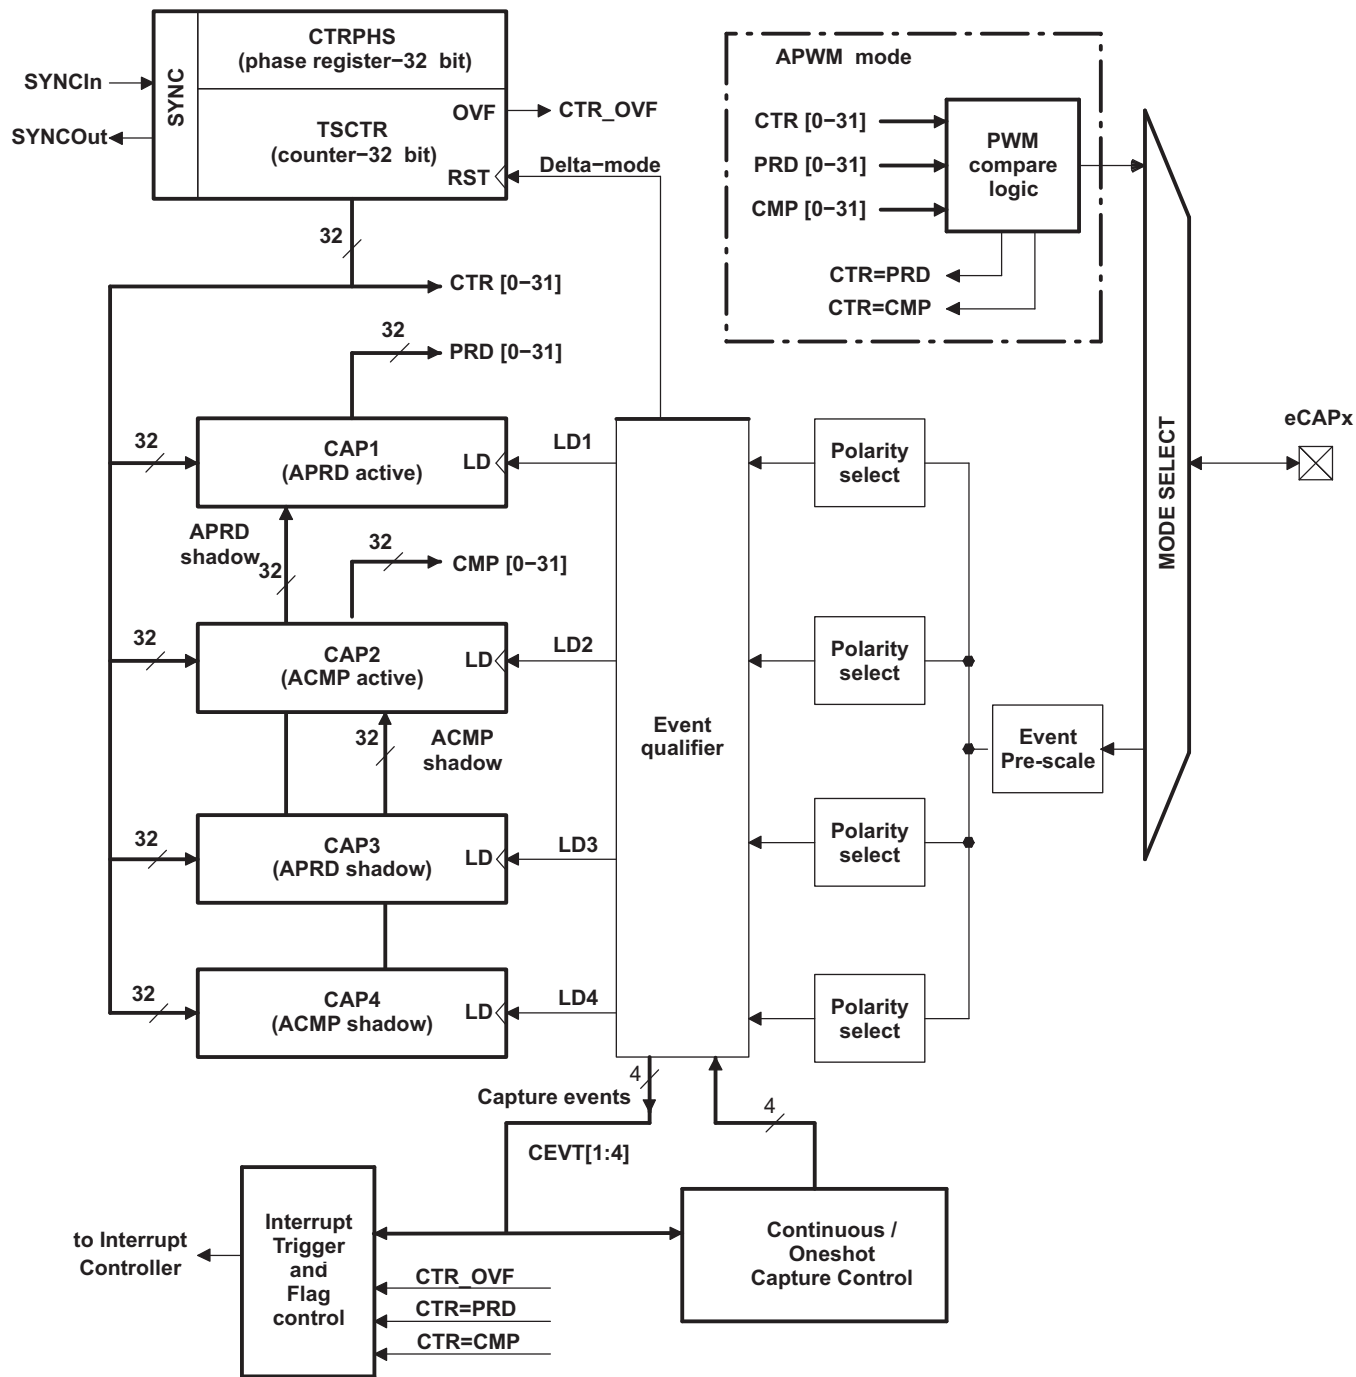 CTRPHS
(phase register−32 bit)
SYNC
SYNCIn
SYNCOut
OVF
CTR_OVF
TSCTR
(counter−32 bit)
RST
Delta−mode
APWM mode
CTR [0−31]
PRD [0−31]
CMP [0−31]
PWM
compare
logic
CTR=PRD
CTR=CMP
32
CTR [0−31]
32
PRD [0−31]
32
CAP1
(APRD active)
LD
LD1
Polarity
select
eCAPx
MODE SELECT
APRD
shadow
32
32
CMP [0−31]
32
CAP2
(ACMP active)
LD
LD2
Polarity
select
32
ACMP
shadow
Event
qualifier
Event
Pre-scale
32
CAP3
(APRD shadow)
LD
LD3
Polarity
select
32
CAP4
(ACMP shadow)
LD
LD4
Polarity
select
4
Capture events
4
CEVT[1:4]
to Interrupt
Controller
Interrupt
Trigger
and
Flag
control
CTR_OVF
CTR=PRD
CTR=CMP
Continuous /
Oneshot
Capture Control